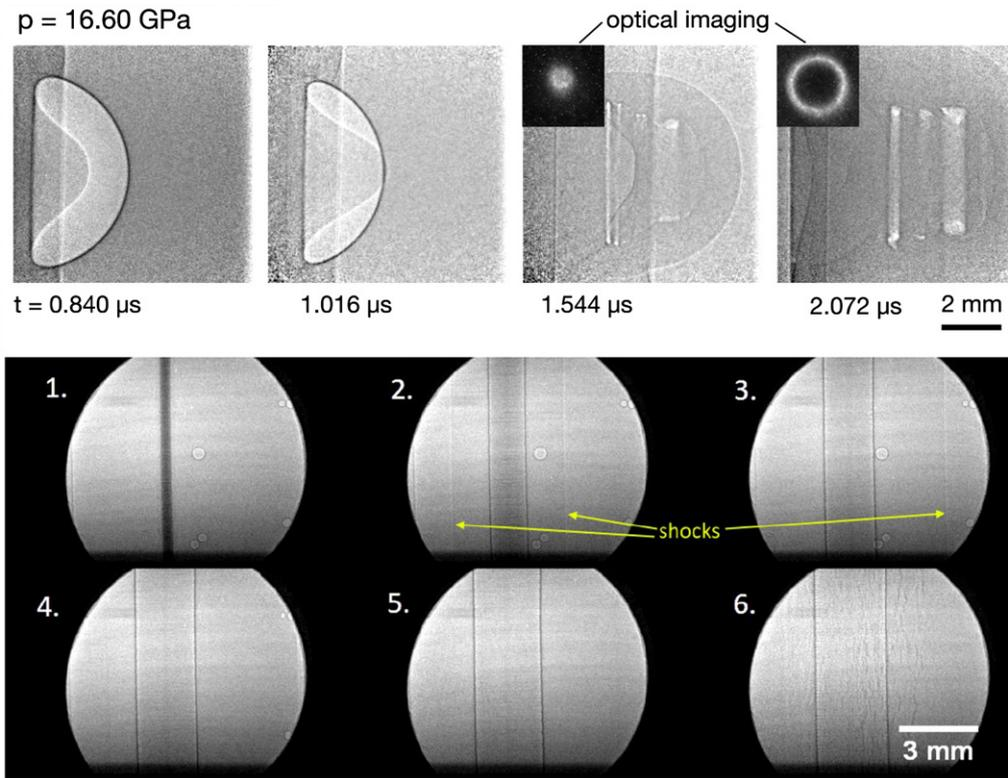 p = 16.60 GPa
optical imaging
t = 0.840 µs
1.016 µs
1.544 µs
2.072 µs
2 mm
1.
2.
3.
shocks
4.
5.
6.
3 mm